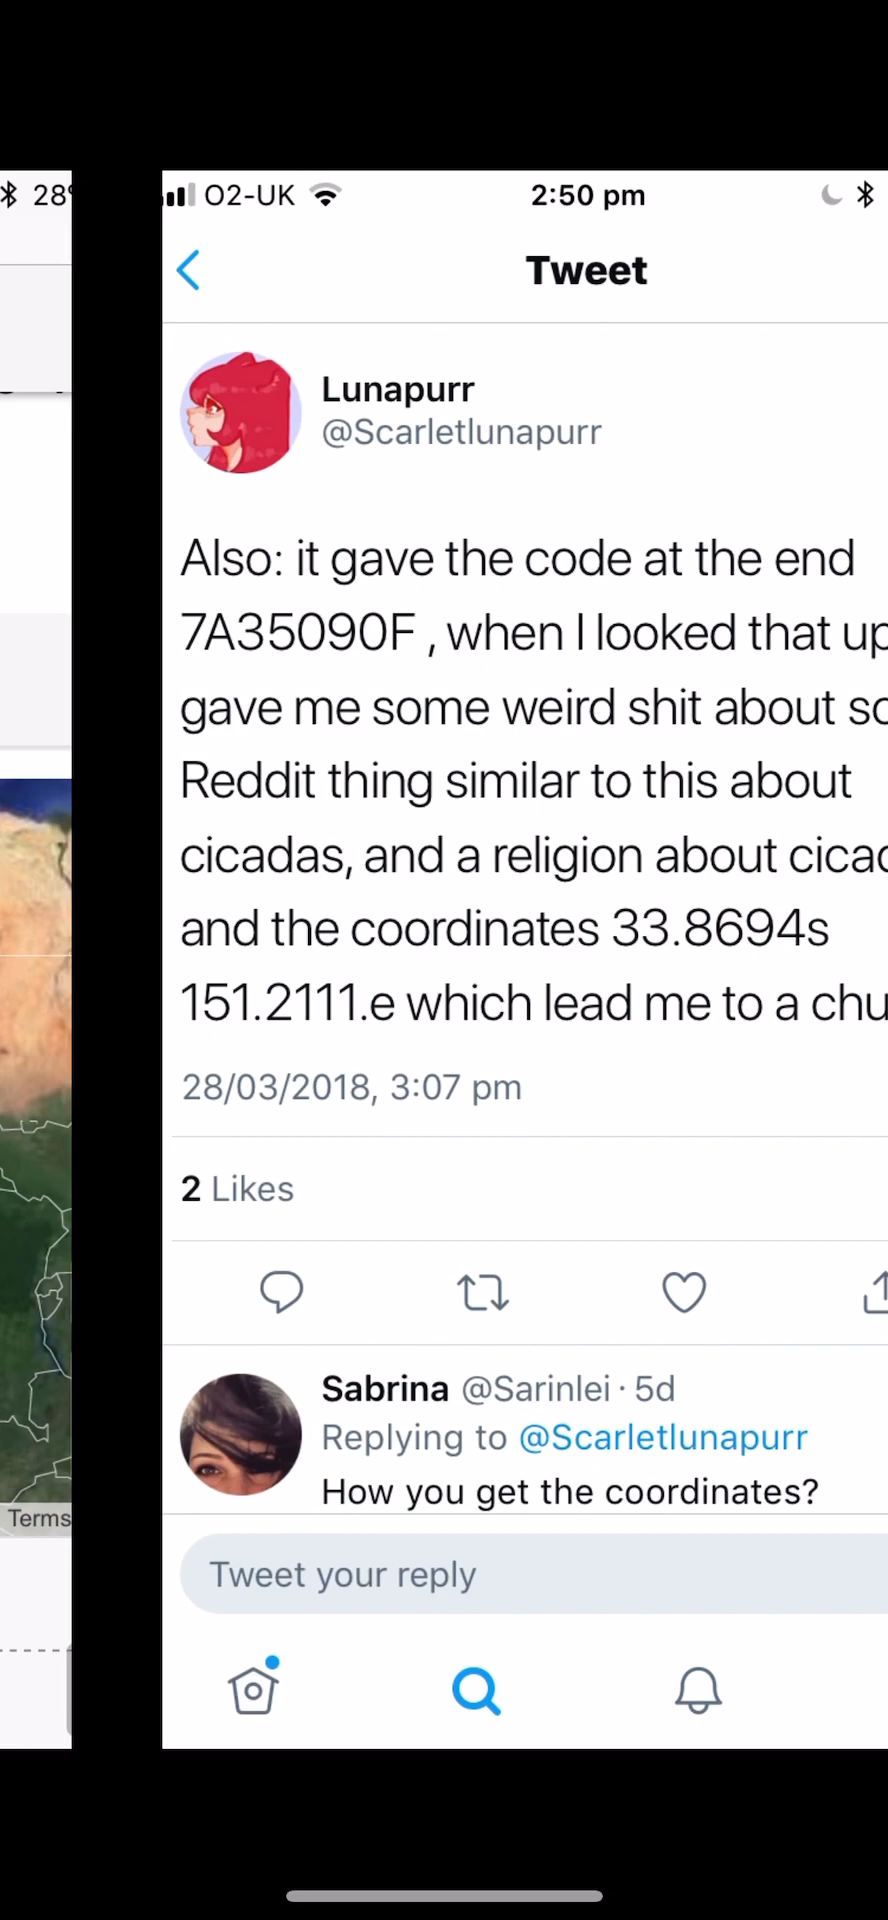 28
O2-UK
2:50 pm
Tweet
Lunapurr
@Scarletlunapurr
Also: it gave the code at the end
7A35090F , when I looked that up
gave me some weird shit about
Reddit thing similar to this about
cicadas, and a religion about
and the coordinates 33.8694s
151.2111.e which lead me to a
28/03/2018, 3:07 pm
2 Likes
Sabrina @Sarinlei · 5d
Replying to @Scarletlunapurr
How you get the coordinates?
Terms
Tweet your reply